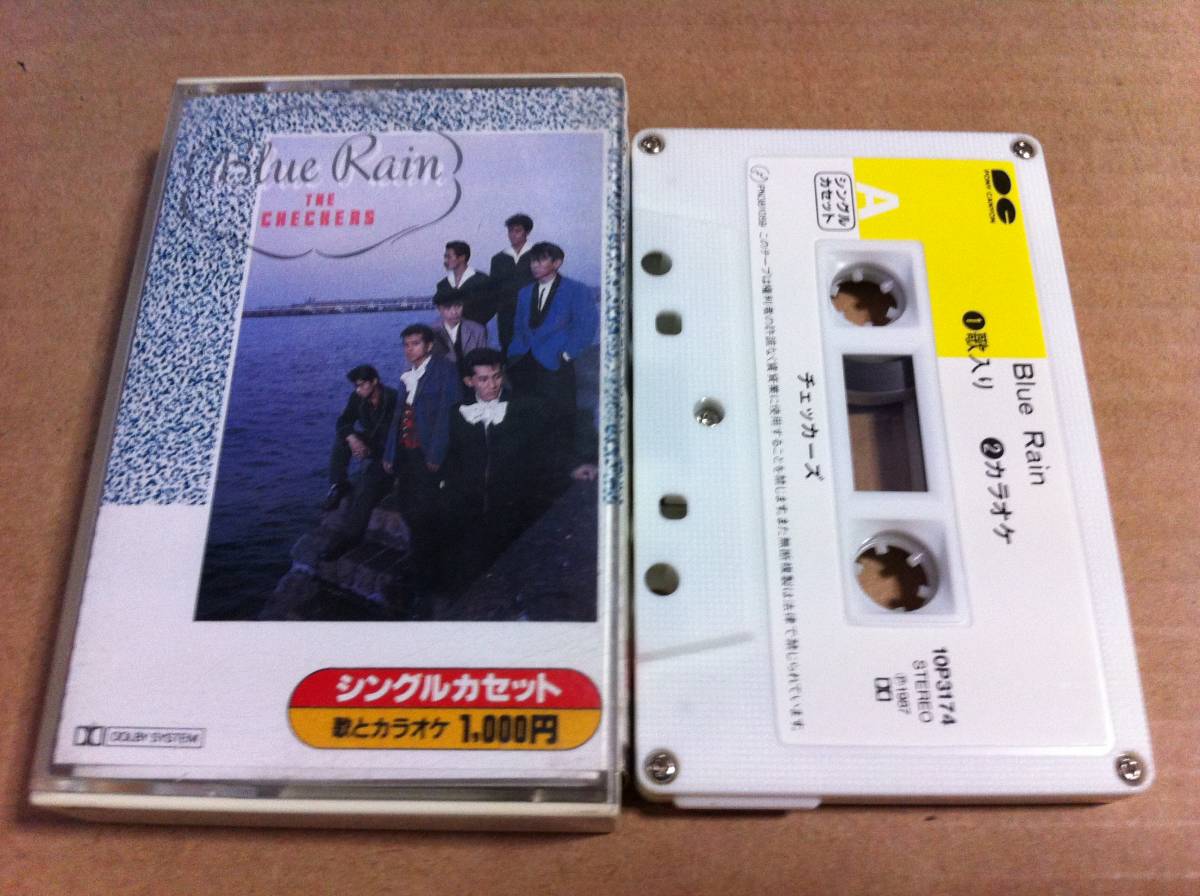 Blue Rain
THE
CHECKERS
DOLBY SYSTEM
シングルカセット
歌とカラオケ 1,000円
PONY CANYON
A
シングル
カセット
Blue Rain
❶歌入り ❷カラオケ
チェッカーズ
このテープは権利者の許諾なく賃貸業に使用することを禁じます。また無断複製は法律で禁じられています。
10P3174
STEREO
℗1987